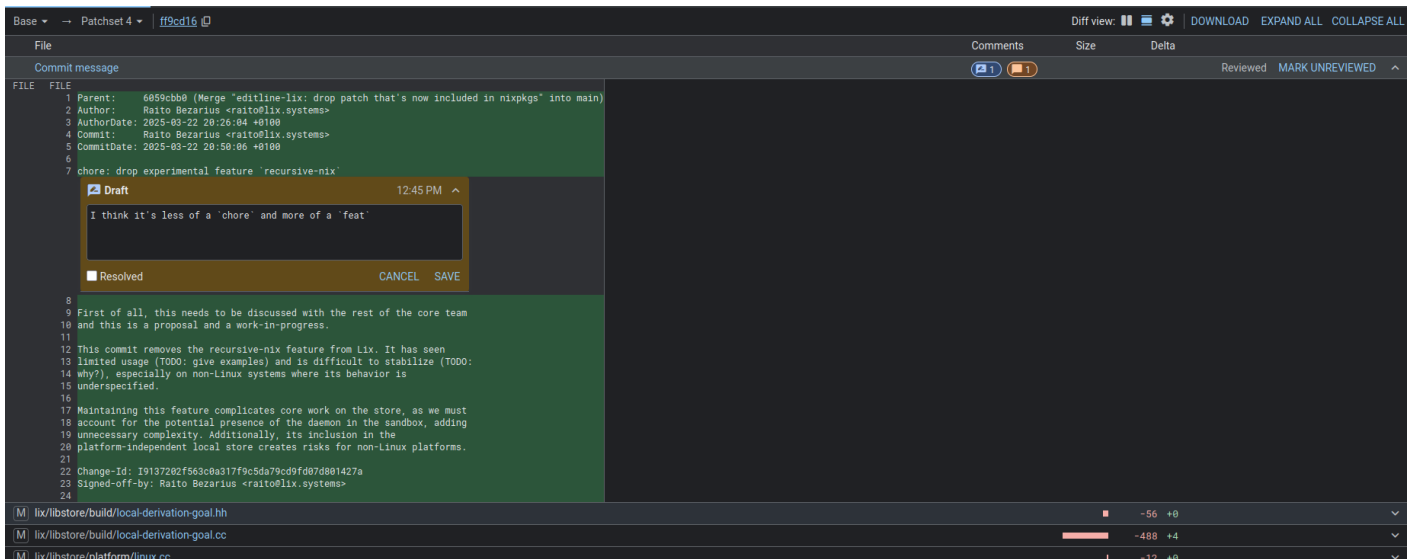 Base → Patchset 4 ff9cd16 Diff view: DOWNLOAD EXPAND ALL COLLAPSE ALL
File Comments Size Delta
Commit message 1 1 Reviewed MARK UNREVIEWED
FILE FILE
1 Parent: 6059cbb0 (Merge "editline-lix: drop patch that's now included in nixpkgs" into main)
2 Author: Raito Bezarius <raito@lix.systems>
3 AuthorDate: 2025-03-22 20:26:04 +0100
4 Commit: Raito Bezarius <raito@lix.systems>
5 CommitDate: 2025-03-22 20:50:06 +0100
6
7 chore: drop experimental feature `recursive-nix`
Draft 12:45 PM
I think it's less of a `chore` and more of a `feat`
Resolved CANCEL SAVE
8
9 First of all, this needs to be discussed with the rest of the core team
10 and this is a proposal and a work-in-progress.
11
12 This commit removes the recursive-nix feature from Lix. It has seen
13 limited usage (TODO: give examples) and is difficult to stabilize (TODO:
14 why?), especially on non-Linux systems where its behavior is
15 underspecified.
16
17 Maintaining this feature complicates core work on the store, as we must
18 account for the potential presence of the daemon in the sandbox, adding
19 unnecessary complexity. Additionally, its inclusion in the
20 platform-independent local store creates risks for non-Linux platforms.
21
22 Change-Id: I9137202f563c0a317f9c5da79cd9fd07d801427a
23 Signed-off-by: Raito Bezarius <raito@lix.systems>
24
M lix/libstore/build/local-derivation-goal.hh -56 +0
M lix/libstore/build/local-derivation-goal.cc -488 +4
M lix/libstore/platform/linux.cc -12 +0